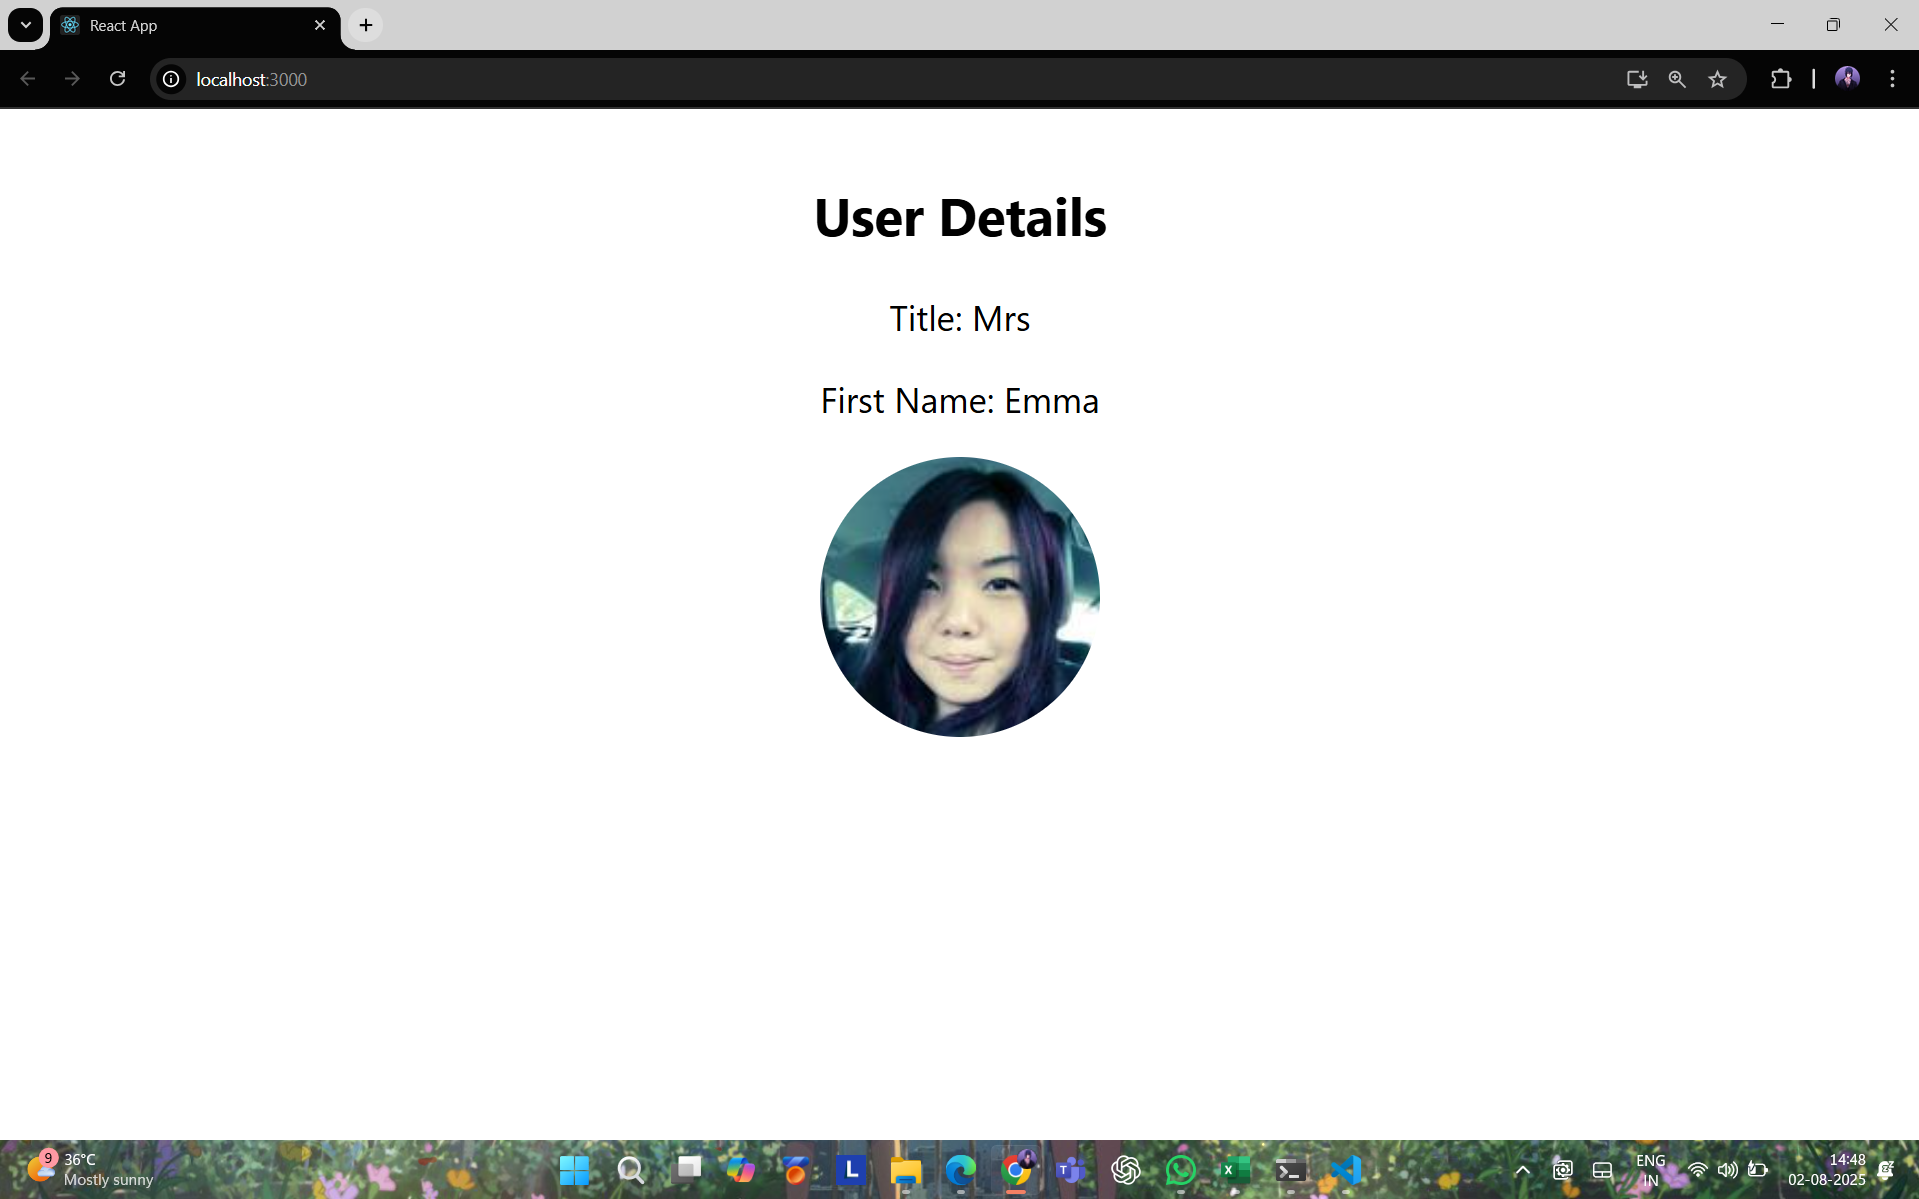 React App
localhost:3000
User Details
Title: Mrs
First Name: Emma
9
36°C
Mostly sunny
L
T
X
ENG
IN
14:48
02-08-2025